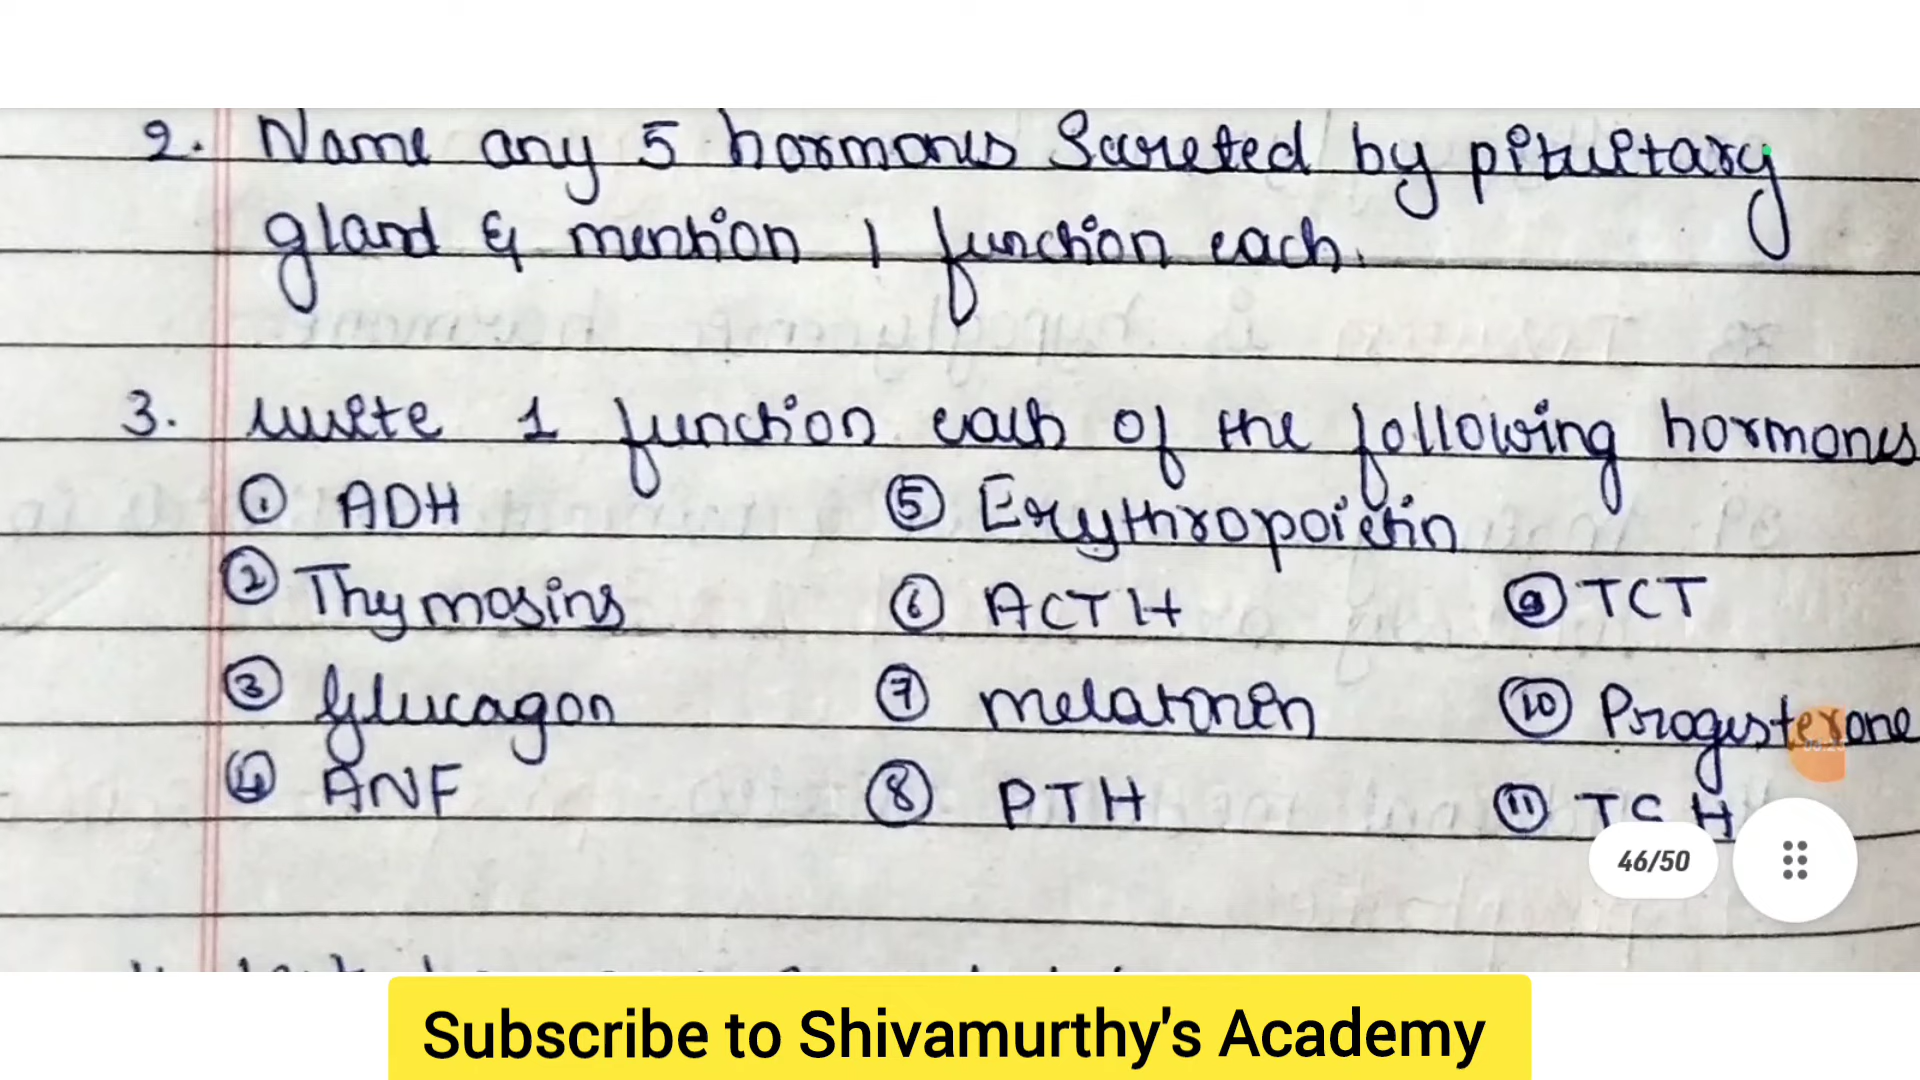 2. Name any 5 hormones Secreted by pituitary
gland & mention 1 function each.
3. Write 1 function each of the following hormones
① ADH ⑤ Erythropoietin
② Thymosins ⑥ ACTH ⑨ TCT
③ Glucagon ⑦ melatonin ⑩ Progesterone
④ ANF ⑧ PTH ⑪ TSH
46/50
Subscribe to Shivamurthy's Academy